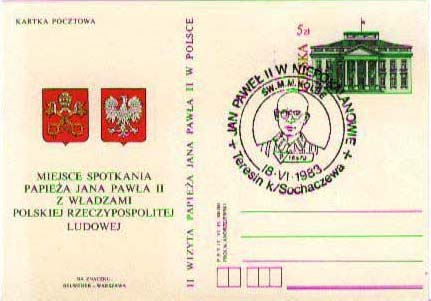 KARTKA POCZTOWA
MIEJSCE SPOTKANIA
PAPIEŻA JANA PAWŁA II
Z WŁADZAMI
POLSKIEJ RZECZYPOSPOLITEJ
LUDOWEJ
NA ZNACZKU:
BELWEDER – WARSZAWA
II WIZYTA PAPIEŻA JANA PAWŁA II W POLSCE
5zł
POLSKA
+ JAN PAWEŁ II W NIEPOKALANOWIE +
ŚW. M. M. KOLBE
16670
18·VI·1983
Teresin k/Sochaczewa